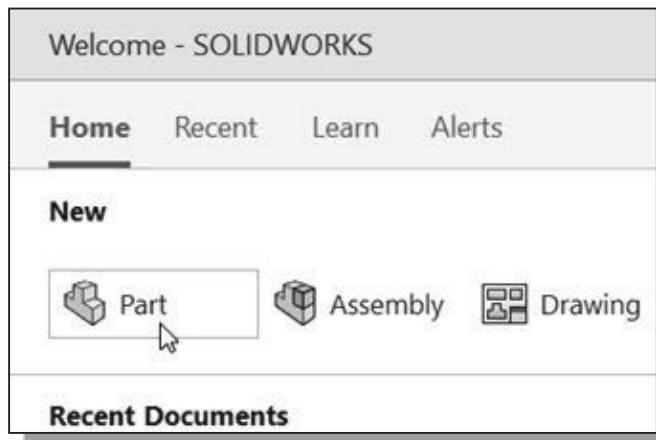 Welcome - SOLIDWORKS
Home Recent Learn Alerts
New
Part Assembly Drawing
Recent Documents